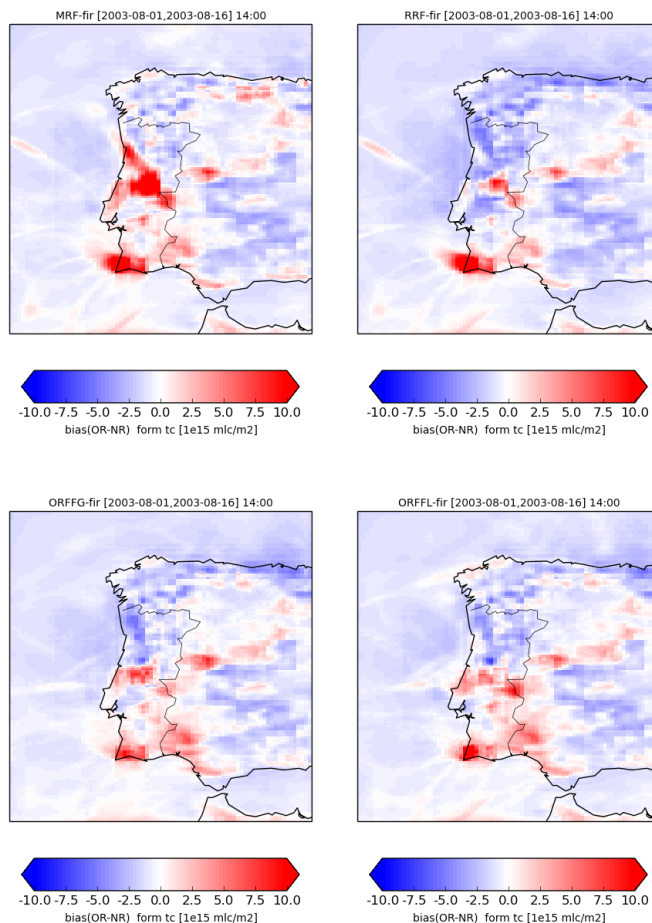 MRF-fir [2003-08-01,2003-08-16] 14:00
RRF-fir [2003-08-01,2003-08-16] 14:00
-10.0 -7.5 -5.0 -2.5 0.0 2.5 5.0 7.5 10.0
bias(OR-NR) form tc [1e15 mlc/m2]
-10.0 -7.5 -5.0 -2.5 0.0 2.5 5.0 7.5 10.0
bias(OR-NR) form tc [1e15 mlc/m2]
ORFFG-fir [2003-08-01,2003-08-16] 14:00
ORFFL-fir [2003-08-01,2003-08-16] 14:00
-10.0 -7.5 -5.0 -2.5 0.0 2.5 5.0 7.5 10.0
bias(OR-NR) form tc [1e15 mlc/m2]
-10.0 -7.5 -5.0 -2.5 0.0 2.5 5.0 7.5 10.0
bias(OR-NR) form tc [1e15 mlc/m2]